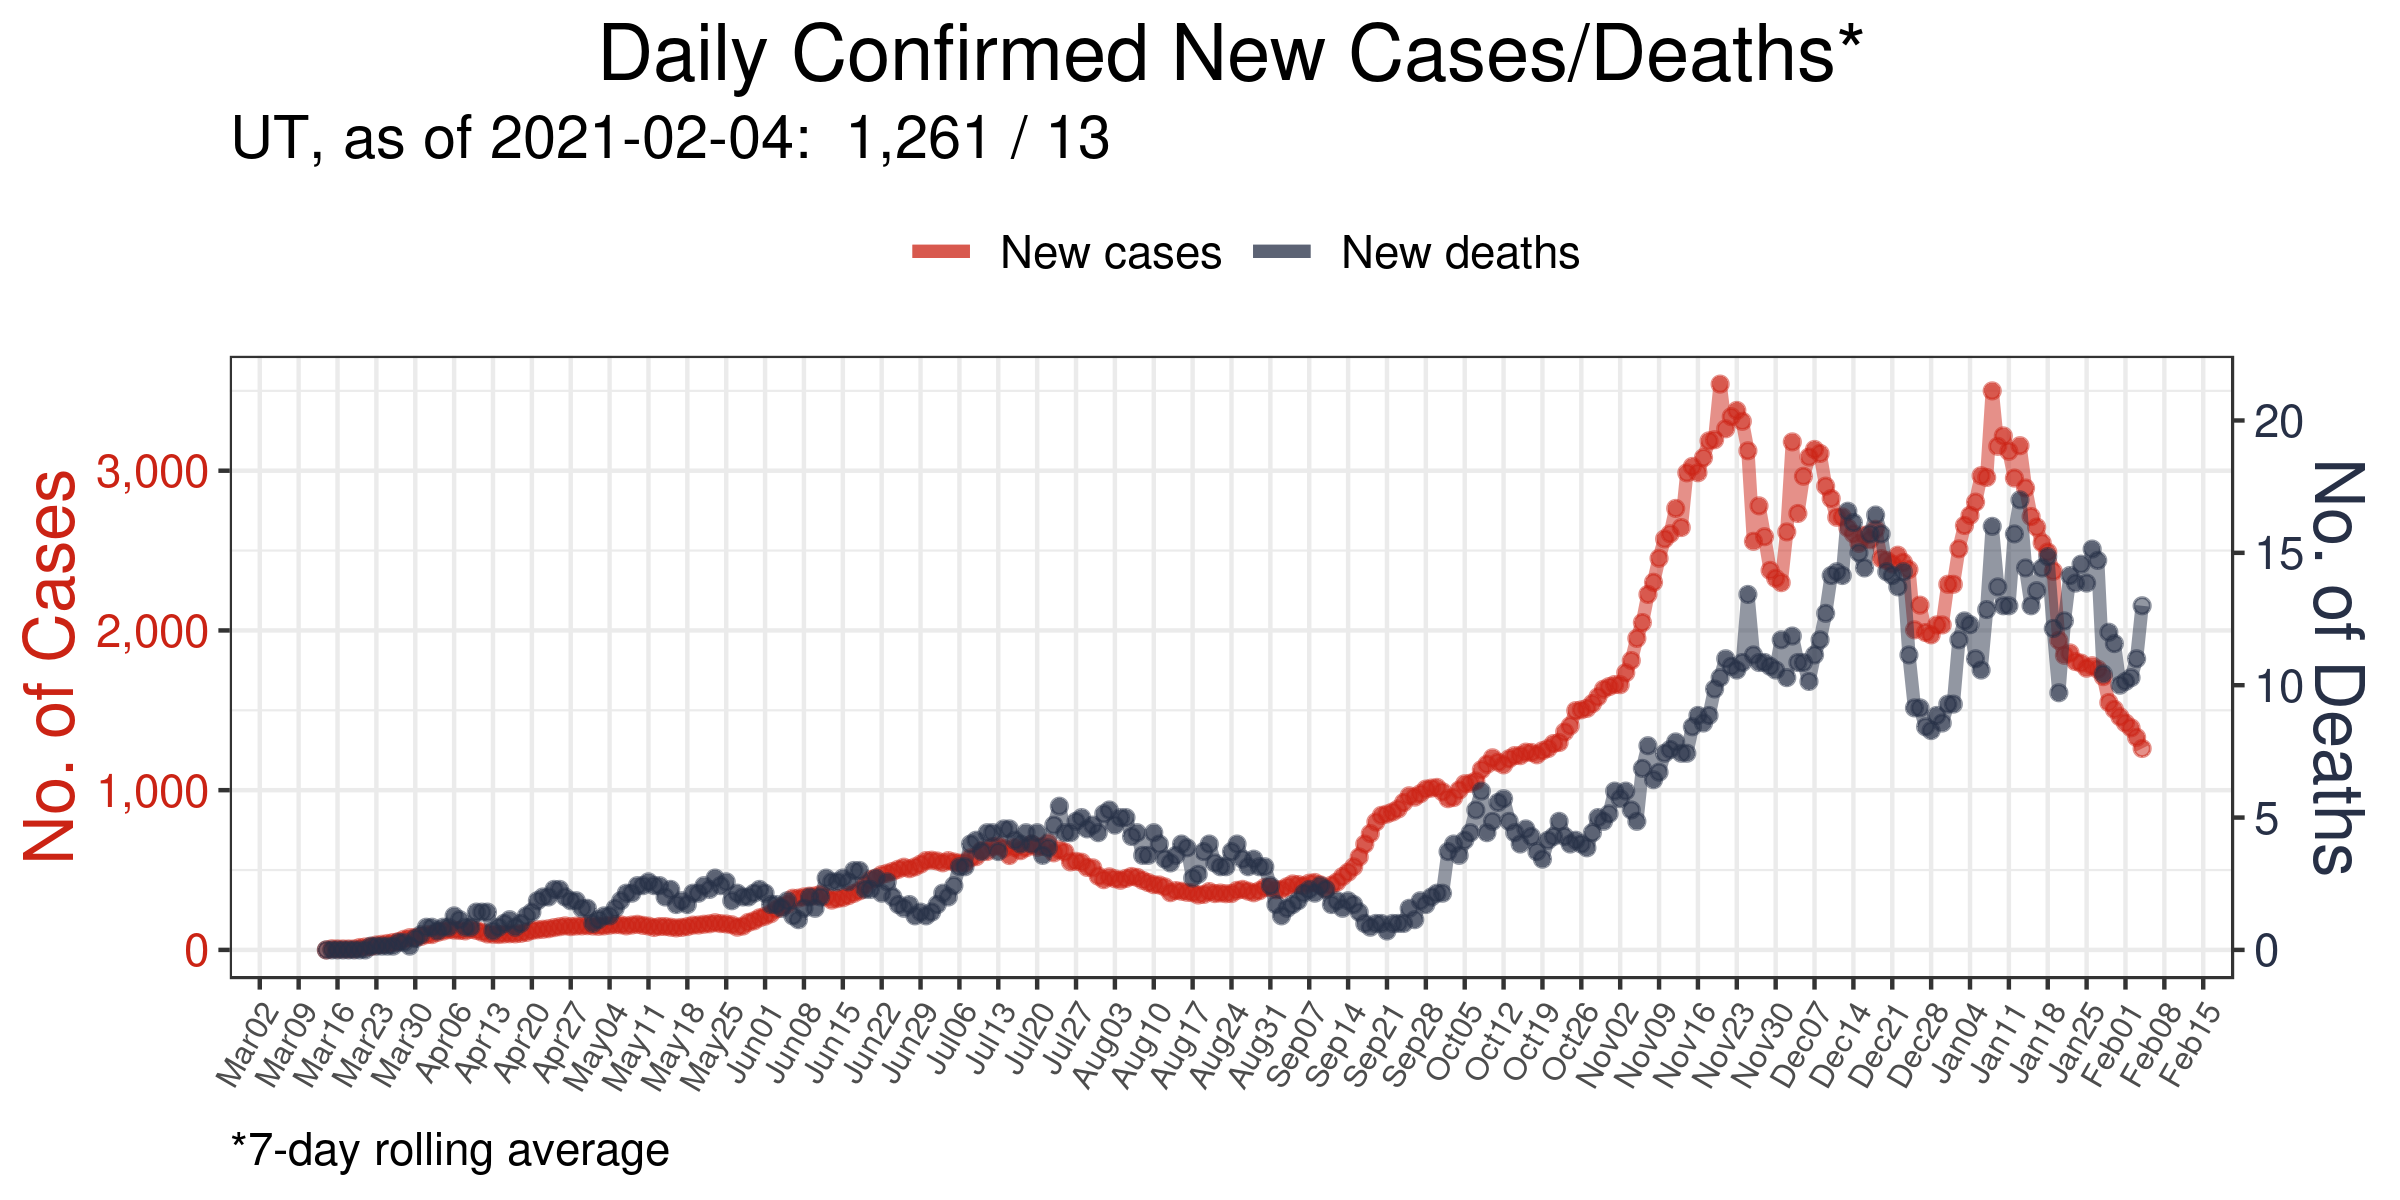 Daily Confirmed New Cases/Deaths*
UT, as of 2021-02-04:  1,261 / 13
New cases
New deaths
No. of Cases
3,000
2,000
1,000
0
20
15
10
5
0
No. of Deaths
Mar02
Mar09
Mar16
Mar23
Mar30
Apr06
Apr13
Apr20
Apr27
May04
May11
May18
May25
Jun01
Jun08
Jun15
Jun22
Jun29
Jul06
Jul13
Jul20
Jul27
Aug03
Aug10
Aug17
Aug24
Aug31
Sep07
Sep14
Sep21
Sep28
Oct05
Oct12
Oct19
Oct26
Nov02
Nov09
Nov16
Nov23
Nov30
Dec07
Dec14
Dec21
Dec28
Jan04
Jan11
Jan18
Jan25
Feb01
Feb08
Feb15
*7-day rolling average